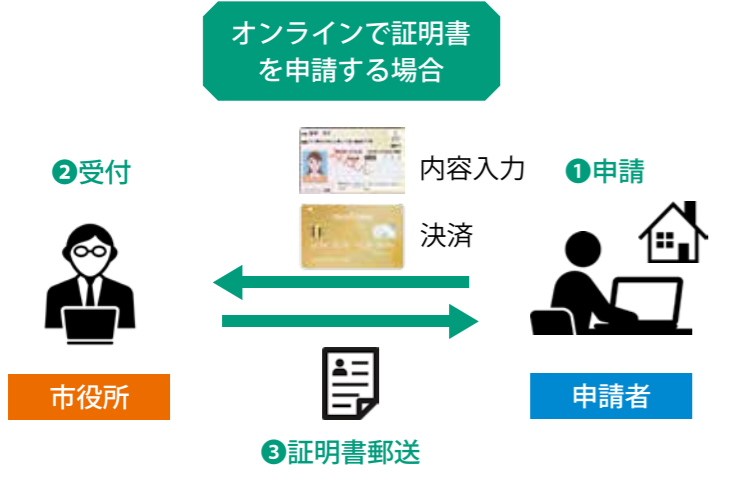 オンラインで証明書
を申請する場合
❷受付
内容入力
❶申請
決済
市役所
申請者
❸証明書郵送